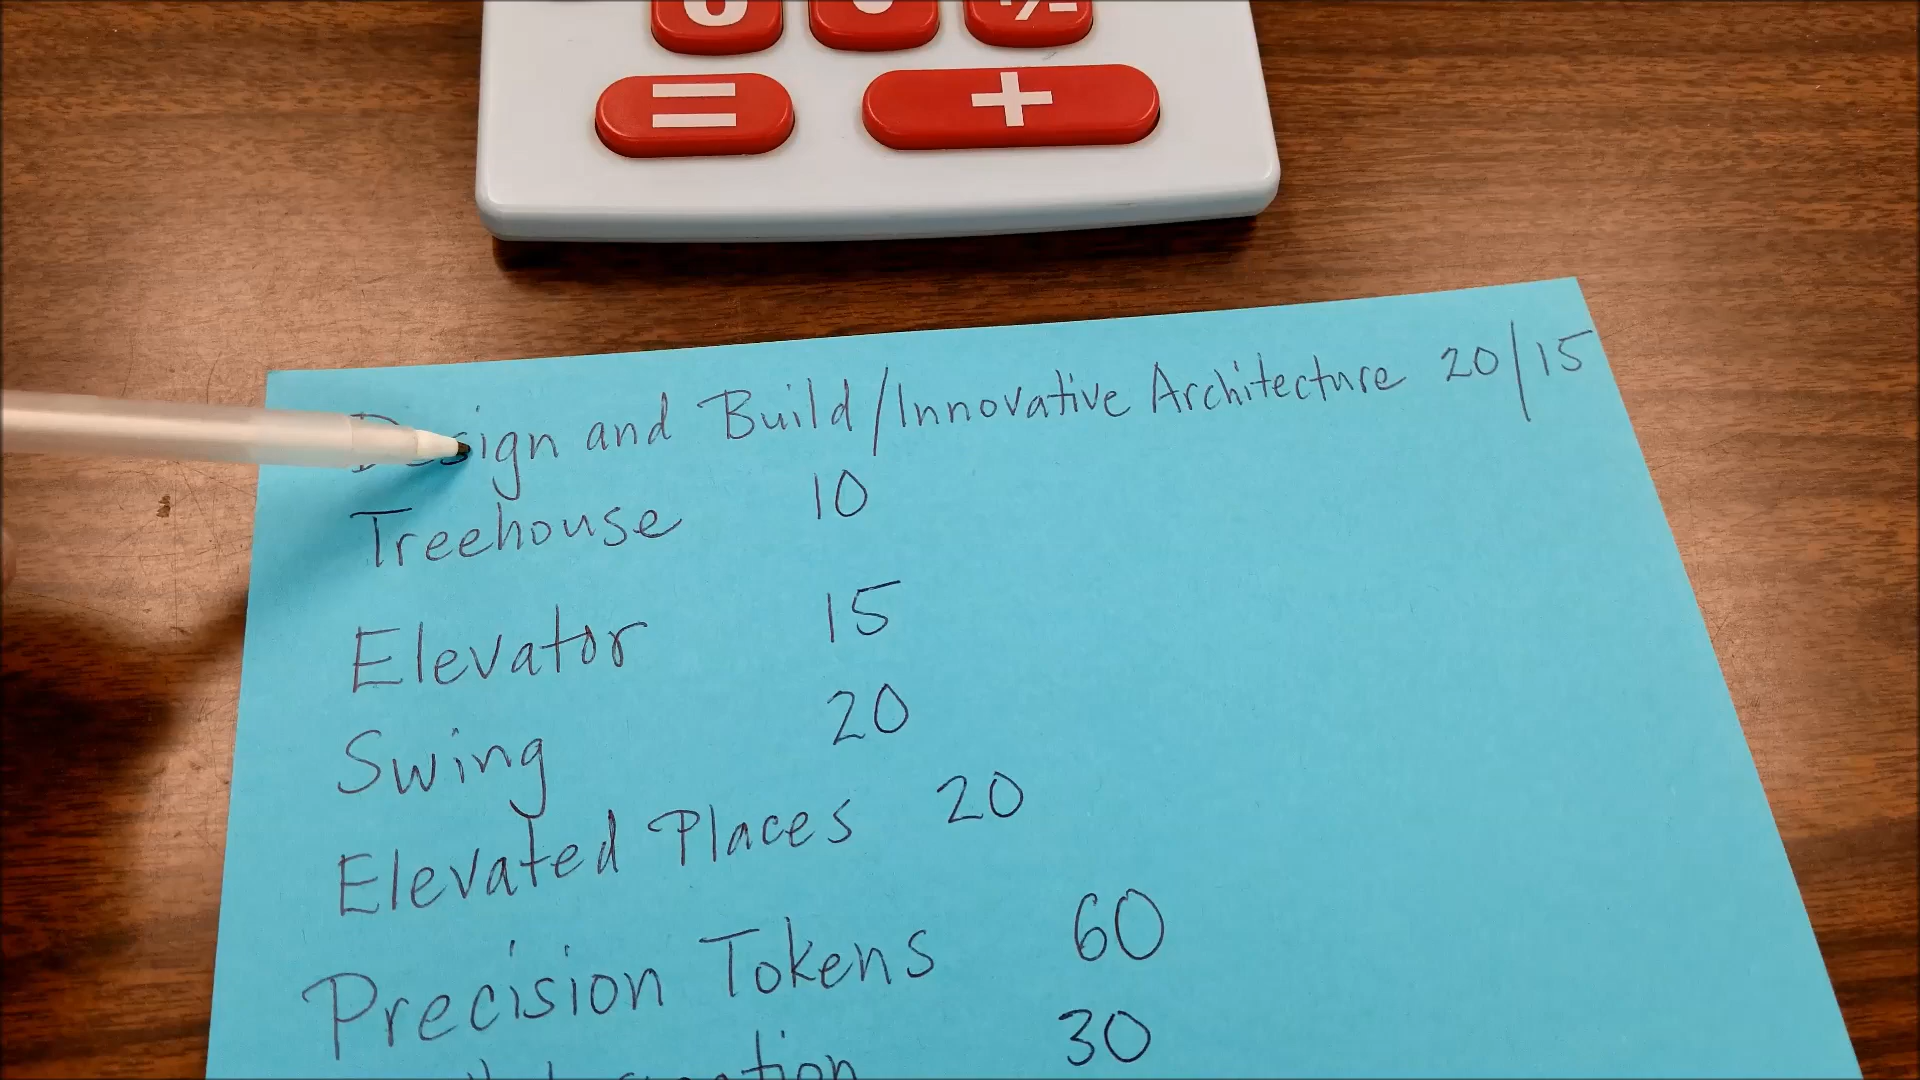 +/-
=
+
Design and Build/Innovative Architecture 20/15
Treehouse 10
Elevator 15
Swing 20
Elevated Places 20
Precision Tokens 60
30